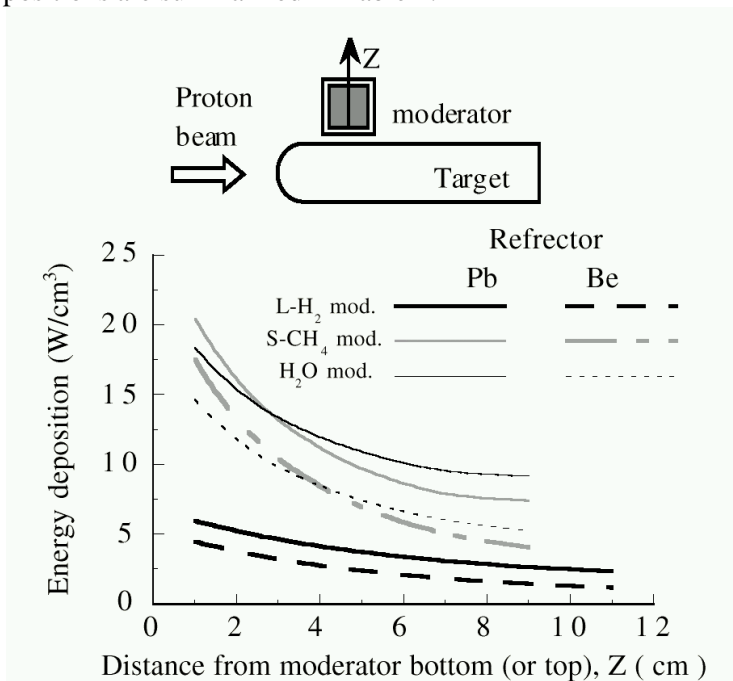 Z
Proton
beam
moderator
Target
Refrector
Pb Be
L-H2 mod.
S-CH4 mod.
H2O mod.
Energy deposition (W/cm3)
25
20
15
10
5
0
0 2 4 6 8 10 12
Distance from moderator bottom (or top), Z ( cm )